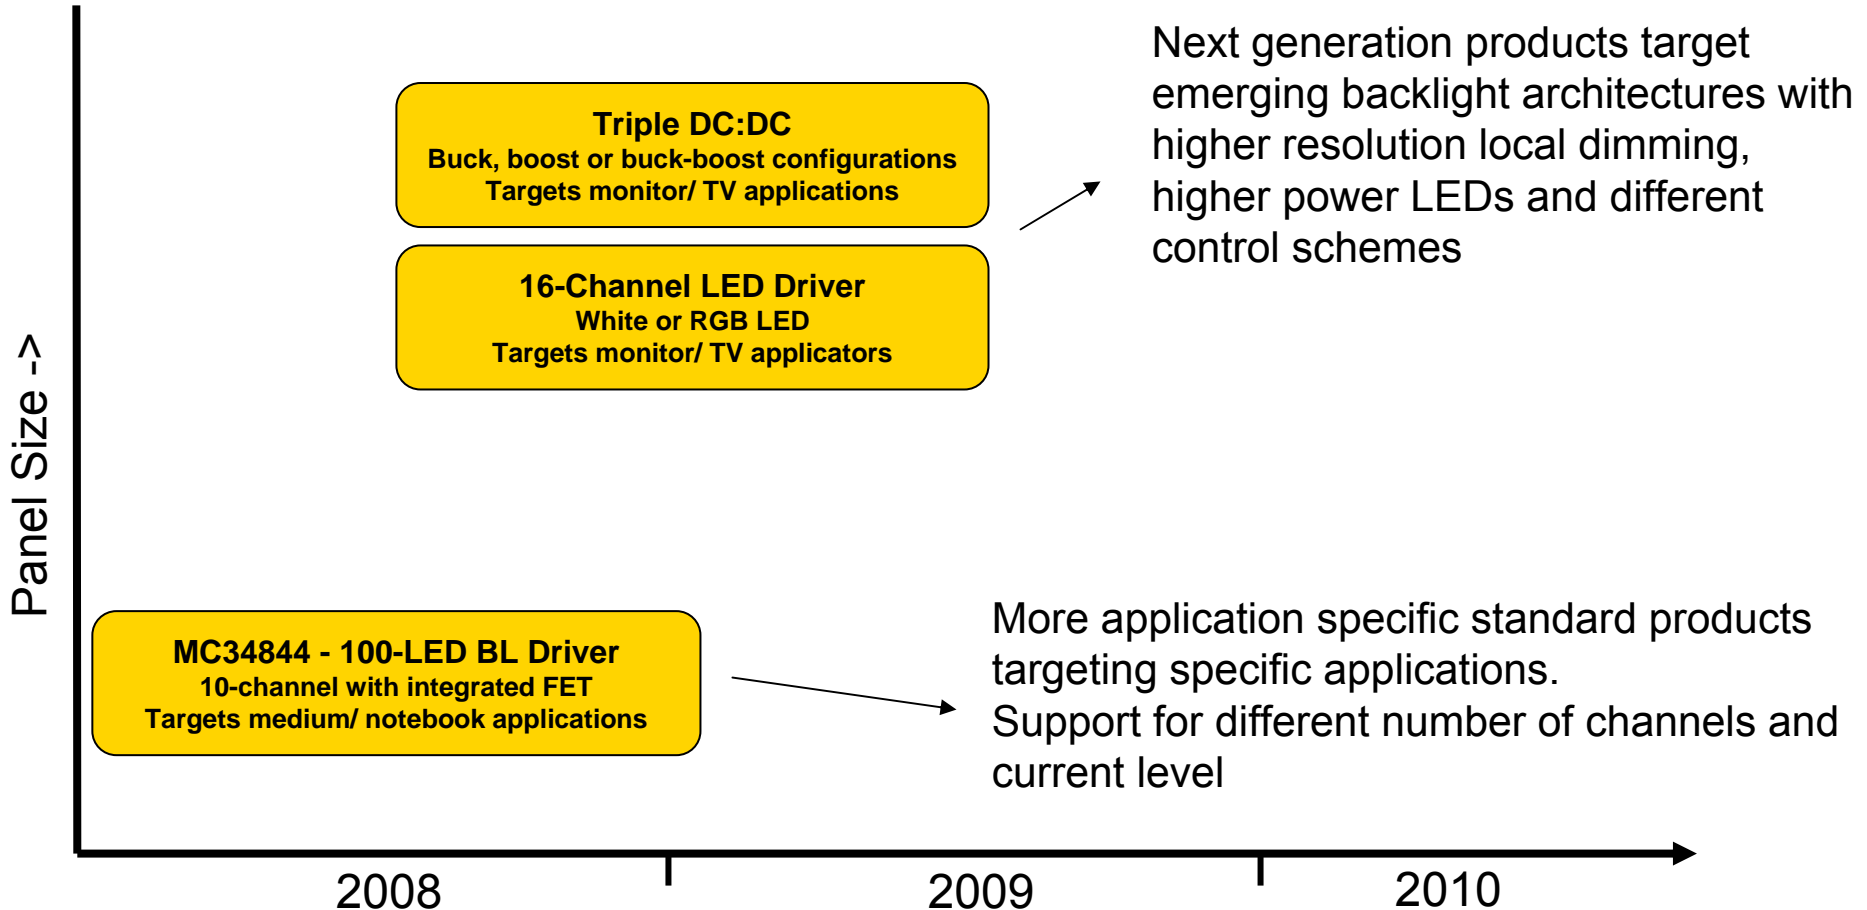 Next generation products target
emerging backlight architectures with
higher resolution local dimming,
higher power LEDs and different
control schemes
Triple DC:DC
Buck, boost or buck-boost configurations
Targets monitor/ TV applications
16-Channel LED Driver
White or RGB LED
Targets monitor/ TV applicators
Panel Size ->
MC34844 - 100-LED BL Driver
10-channel with integrated FET
Targets medium/ notebook applications
More application specific standard products
targeting specific applications.
Support for different number of channels and
current level
2008
2009
2010